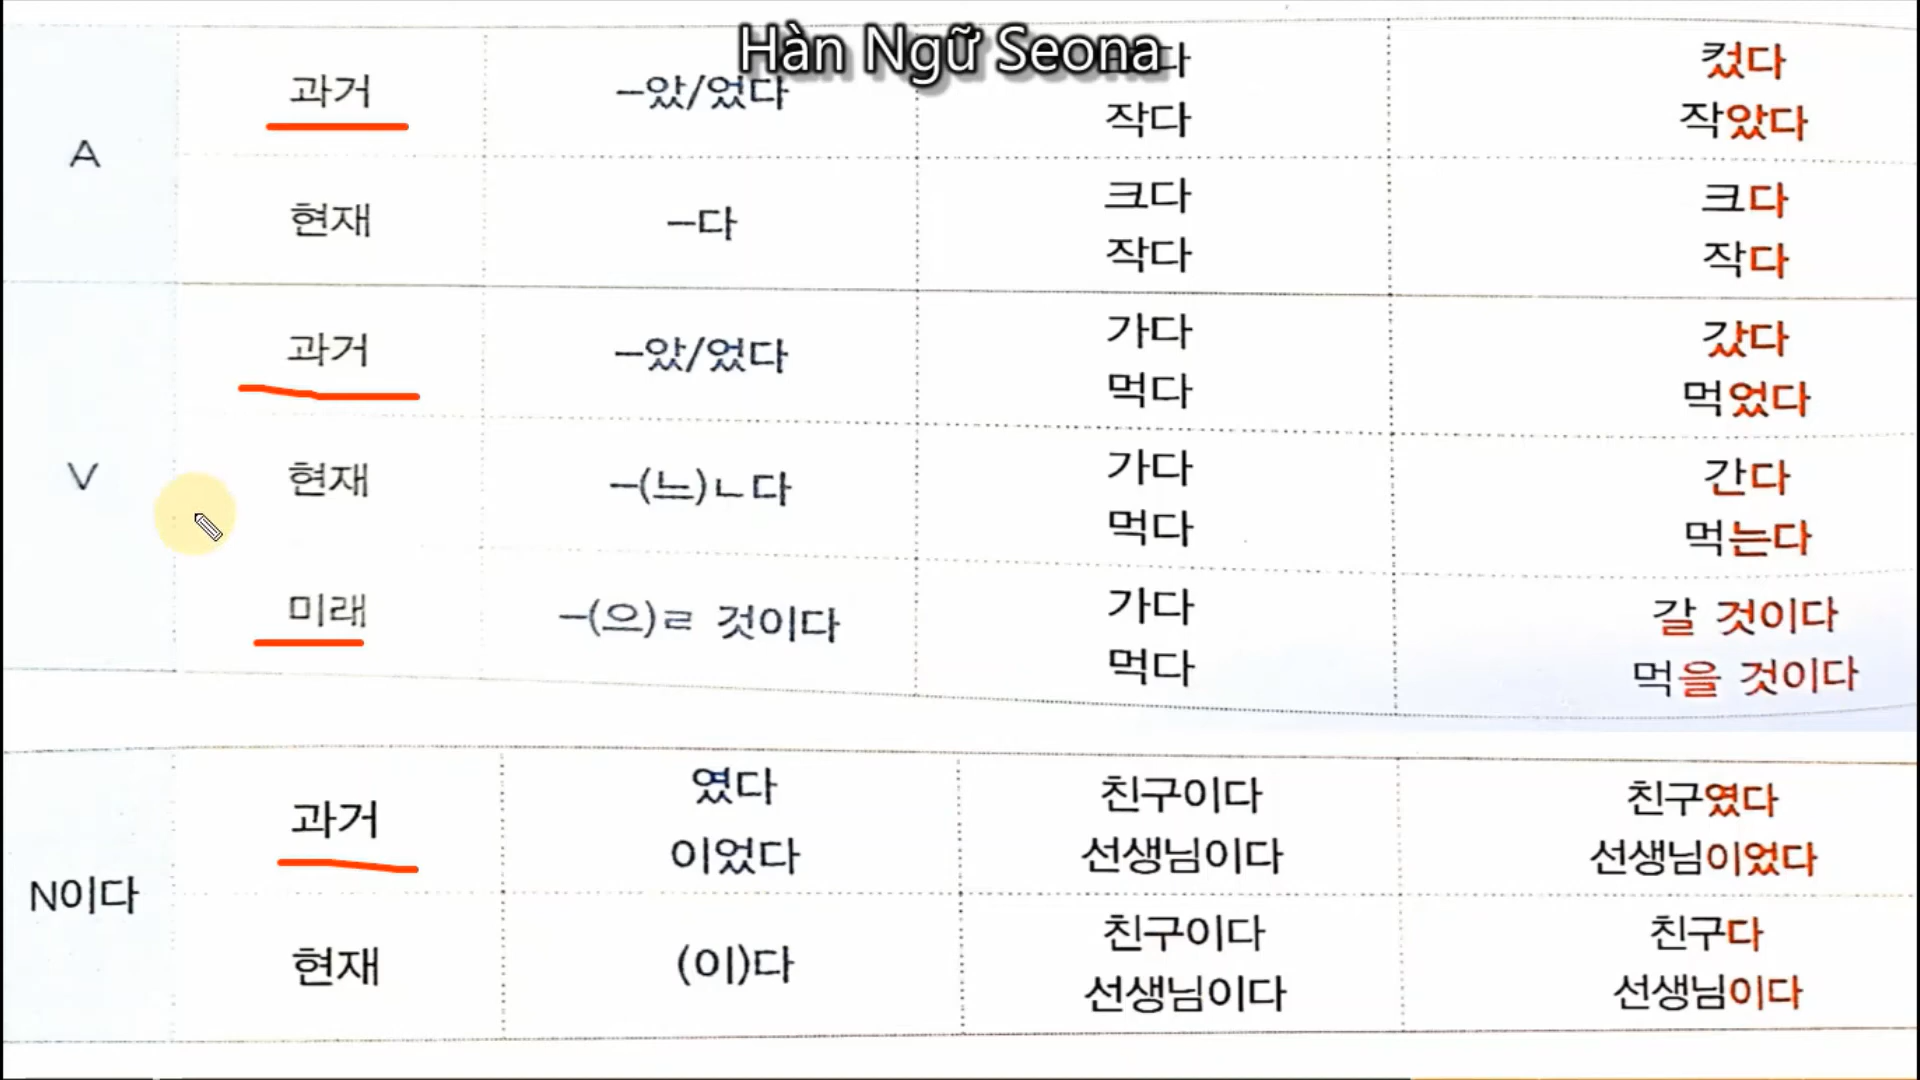 Hàn Ngữ Seona
A
과거
-았/었다
다
작다
컸다
작았다
현재
-다
크다
작다
크다
작다
V
과거
-았/었다
가다
먹다
갔다
먹었다
현재
-(느)ㄴ다
가다
먹다
간다
먹는다
미래
-(으)ㄹ 것이다
가다
먹다
갈 것이다
먹을 것이다
N이다
과거
였다
이었다
친구이다
선생님이다
친구였다
선생님이었다
현재
(이)다
친구이다
선생님이다
친구다
선생님이다